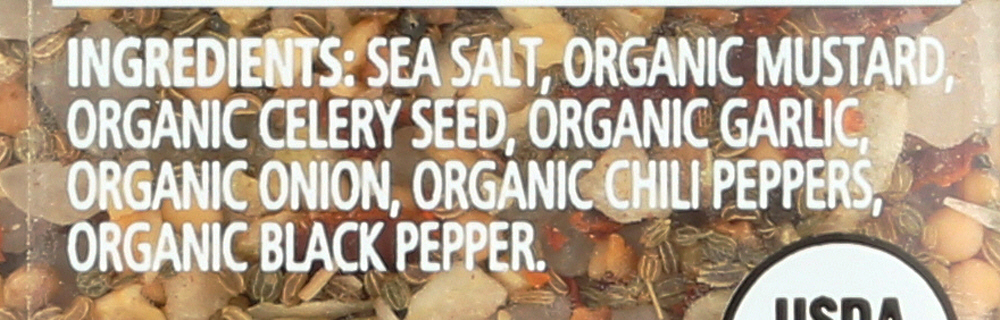 INGREDIENTS: SEA SALT, ORGANIC MUSTARD,
ORGANIC CELERY SEED, ORGANIC GARLIC,
ORGANIC ONION, ORGANIC CHILI PEPPERS,
ORGANIC BLACK PEPPER.
USDA